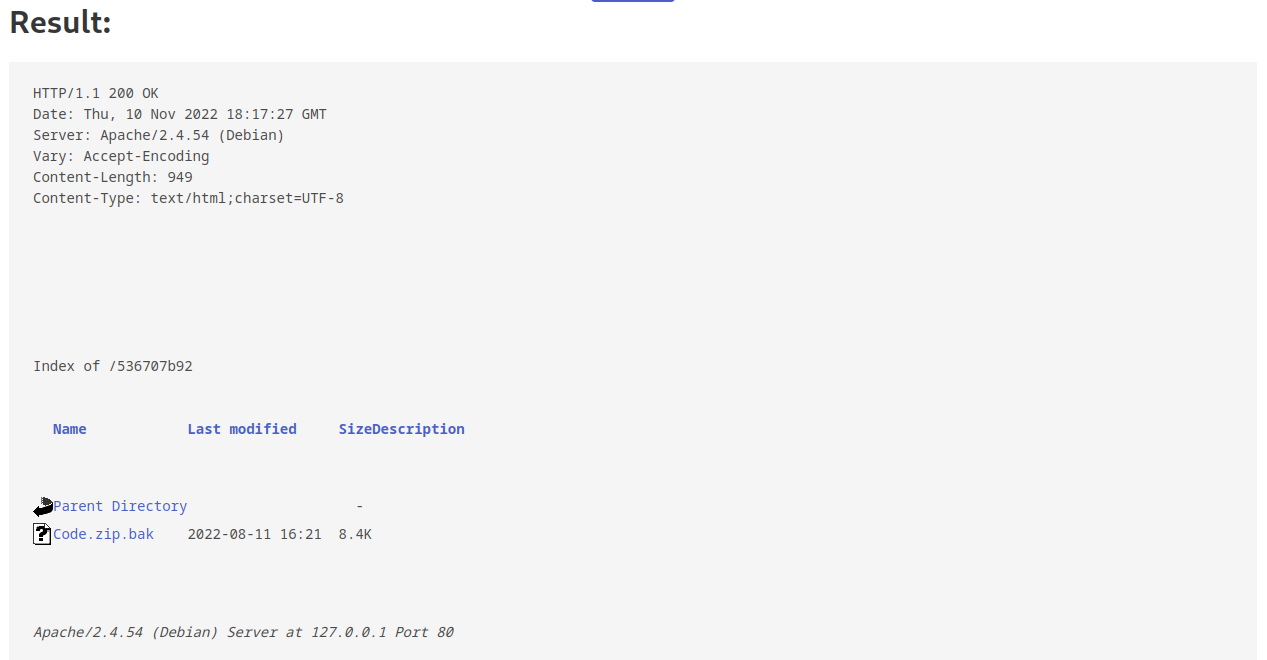 Result:
HTTP/1.1 200 OK
Date: Thu, 10 Nov 2022 18:17:27 GMT
Server: Apache/2.4.54 (Debian)
Vary: Accept-Encoding
Content-Length: 949
Content-Type: text/html;charset=UTF-8
Index of /536707b92
Name Last modified SizeDescription
Parent Directory -
Code.zip.bak 2022-08-11 16:21 8.4K
Apache/2.4.54 (Debian) Server at 127.0.0.1 Port 80